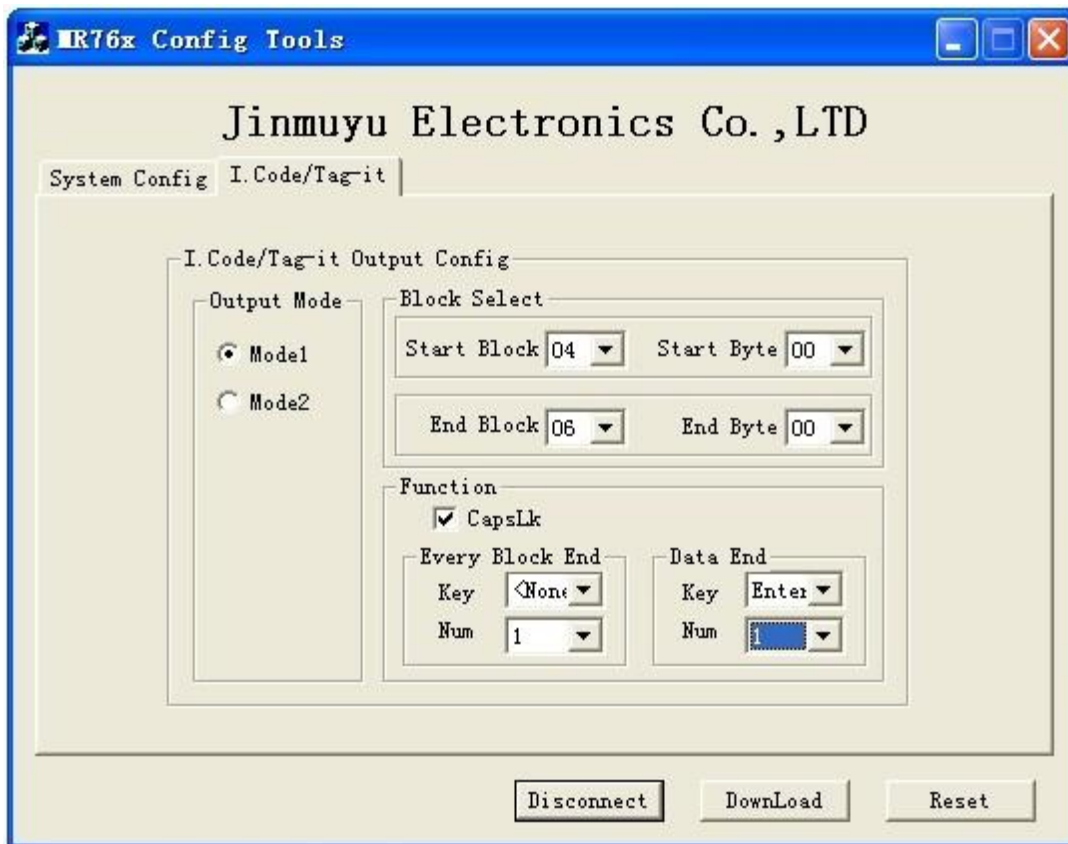 MR76x Config Tools
Jinmuyu Electronics Co.,LTD
System Config I.Code/Tag-it
I.Code/Tag-it Output Config
Output Mode
Mode1
Mode2
Block Select
Start Block 04 Start Byte 00
End Block 06 End Byte 00
Function
CapsLk
Every Block End
Key <None
Num 1
Data End
Key Enter
Num 1
Disconnect DownLoad Reset